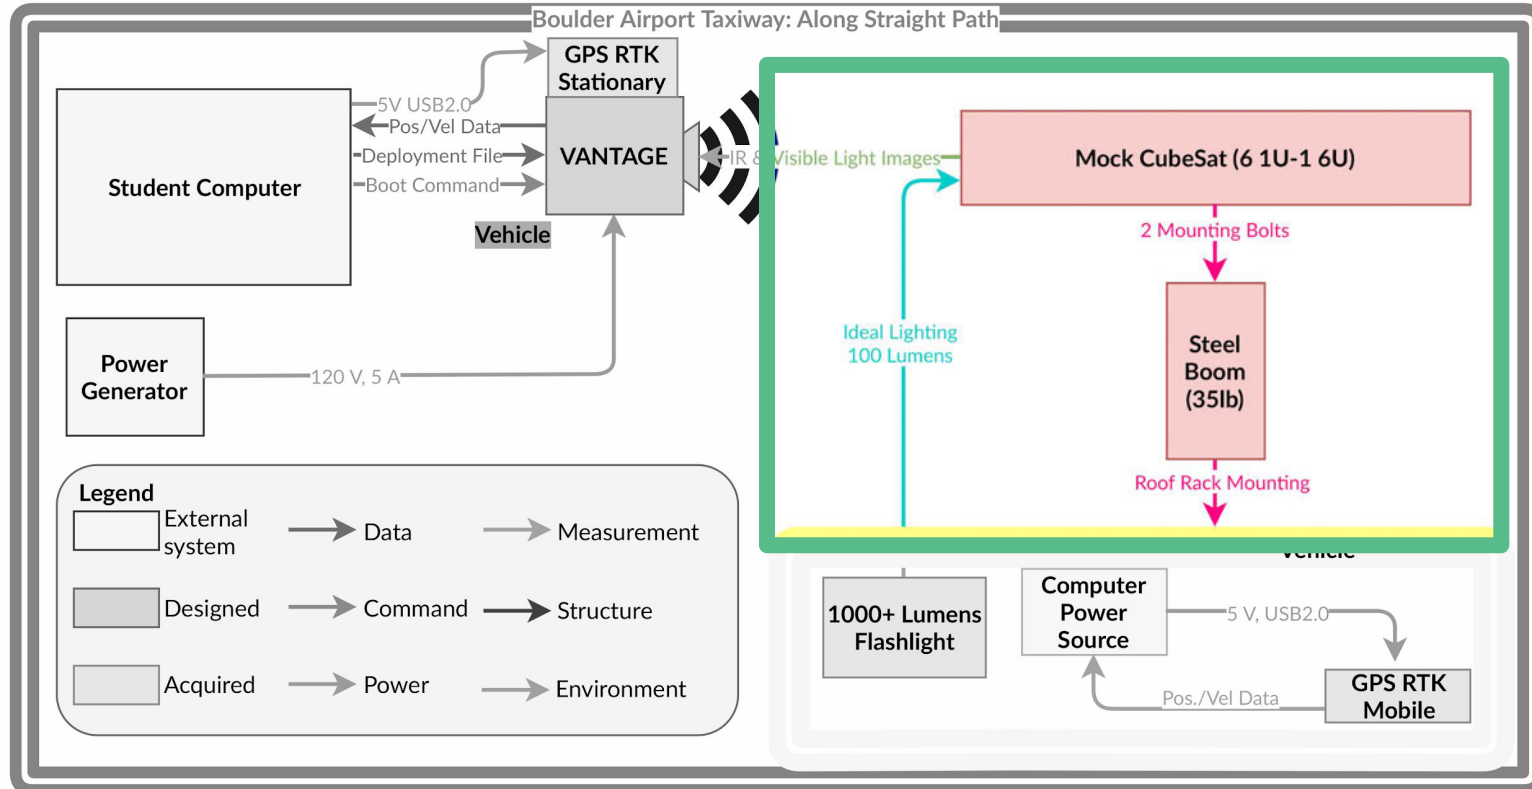 Boulder Airport Taxiway: Along Straight Path
GPS RTK
Stationary
5V USB2.0
Pos/Vel Data
Deployment File
Boot Command
Student Computer
VANTAGE
IR & Visible Light Images
Mock CubeSat (6 1U-1 6U)
Vehicle
2 Mounting Bolts
Ideal Lighting
100 Lumens
Steel
Boom
(35lb)
Roof Rack Mounting
Power
Generator
120 V, 5 A
Legend
External
system
Data
Measurement
Designed
Command
Structure
Acquired
Power
Environment
Vehicle
1000+ Lumens
Flashlight
Computer
Power
Source
5 V, USB2.0
GPS RTK
Mobile
Pos./Vel Data